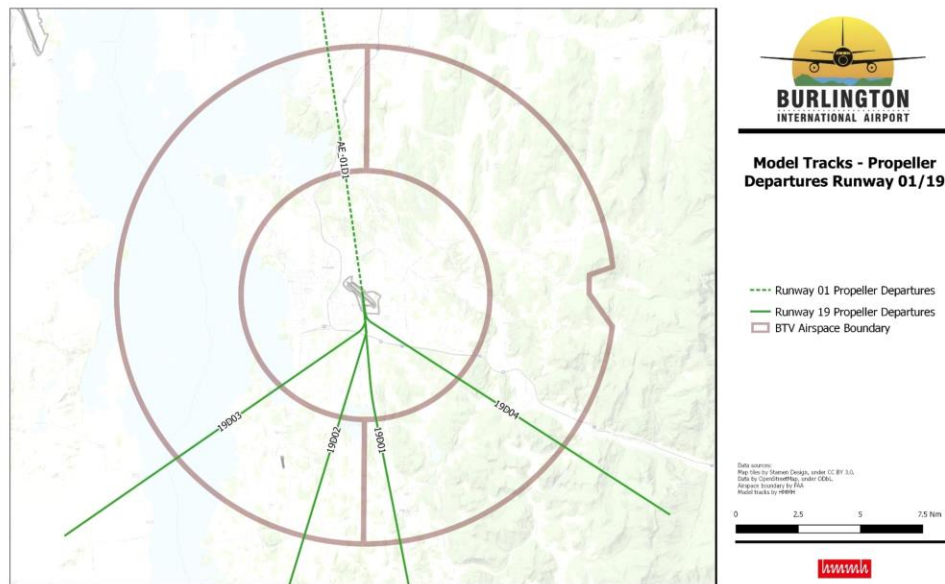 AE-01D1
19D03
19D02
19D01
19D04
BURLINGTON
INTERNATIONAL AIRPORT
Model Tracks - Propeller
Departures Runway 01/19
Runway 01 Propeller Departures
Runway 19 Propeller Departures
BTV Airspace Boundary
Data sources:
Map tiles by Stamen Design, under CC BY 3.0.
Data by OpenStreetMap, under ODbL.
Airspace boundary by FAA
Model tracks by HMMH
0 2.5 5 7.5 Nm
hmmh